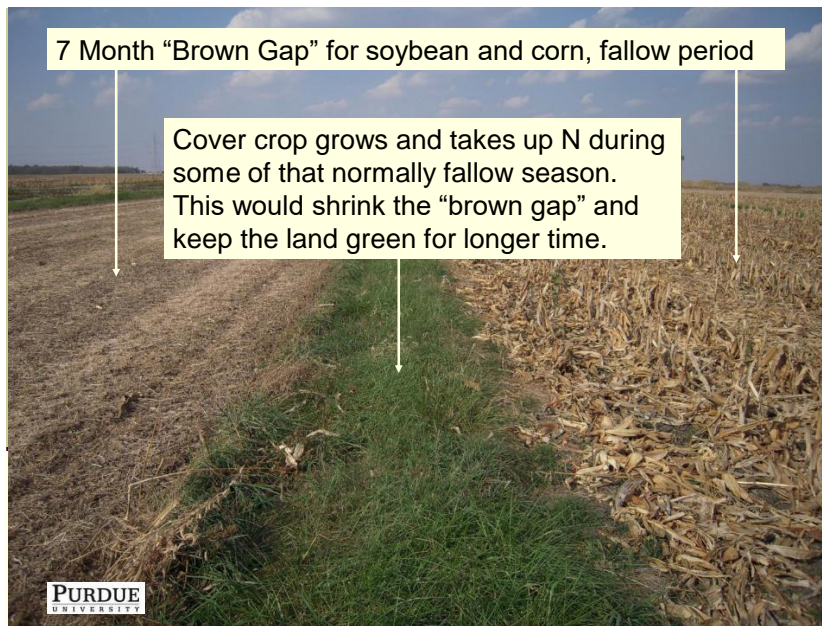 7 Month “Brown Gap” for soybean and corn, fallow period
Cover crop grows and takes up N during
some of that normally fallow season.
This would shrink the “brown gap” and
keep the land green for longer time.
PURDUE
UNIVERSITY